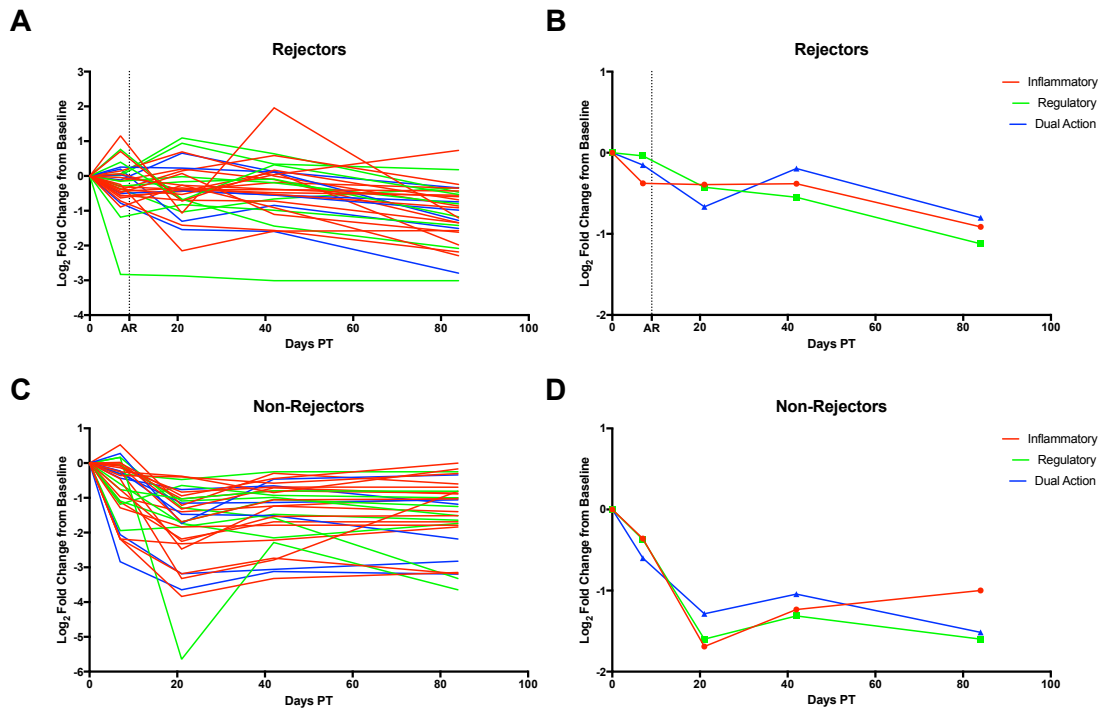 A
Rejectors
Log2 Fold Change from Baseline
3
2
1
0
-1
-2
-3
-4
0
AR
20
40
60
80
100
Days PT
B
Rejectors
Log2 Fold Change from Baseline
1
0
-1
-2
0
AR
20
40
60
80
100
Days PT
Inflammatory
Regulatory
Dual Action
C
Non-Rejectors
Log2 Fold Change from Baseline
1
0
-1
-2
-3
-4
-5
-6
0
20
40
60
80
100
Days PT
D
Non-Rejectors
Log2 Fold Change from Baseline
1
0
-1
-2
0
20
40
60
80
100
Days PT
Inflammatory
Regulatory
Dual Action